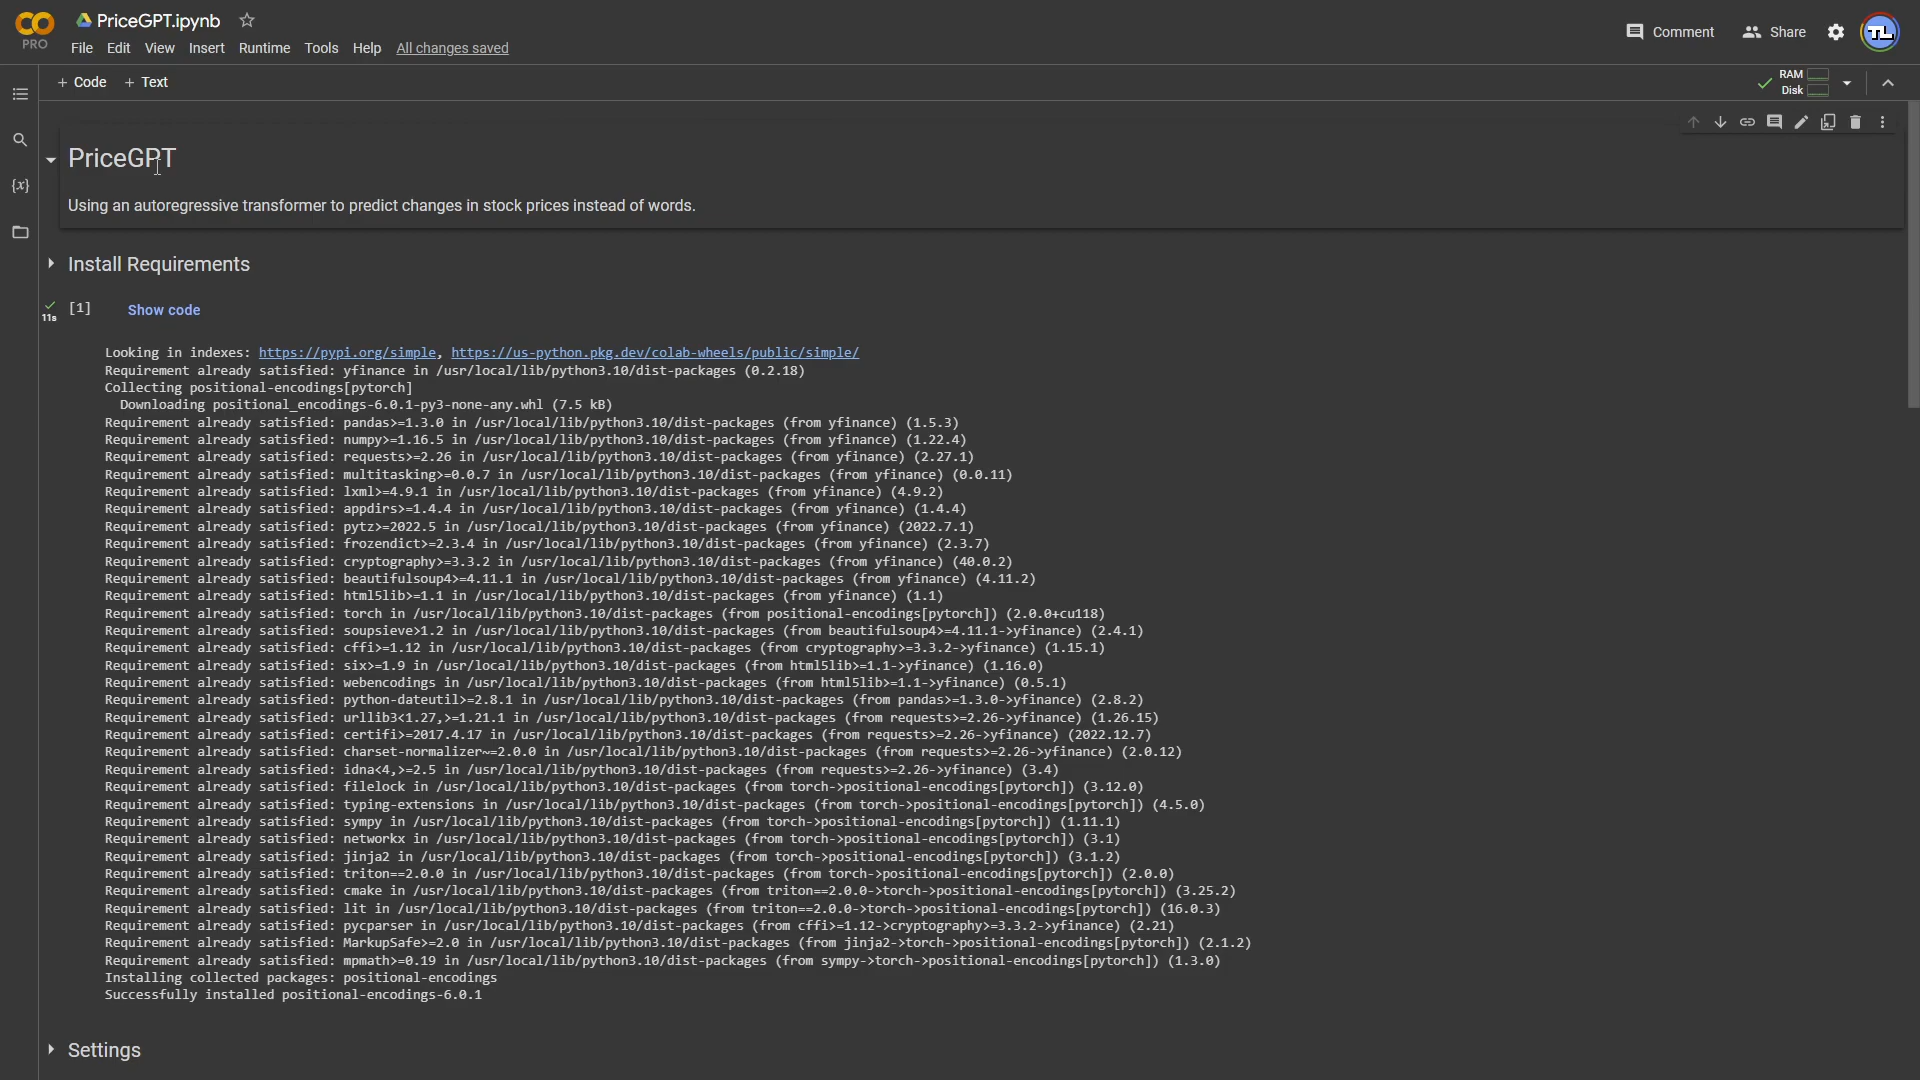 PRO
PriceGPT.ipynb
File Edit View Insert Runtime Tools Help All changes saved
Comment Share TL
+ Code + Text
RAM
Disk
PriceGPT
Using an autoregressive transformer to predict changes in stock prices instead of words.
{x}
Install Requirements
[1] Show code
11s
Looking in indexes: https://pypi.org/simple, https://us-python.pkg.dev/colab-wheels/public/simple/
Requirement already satisfied: yfinance in /usr/local/lib/python3.10/dist-packages (0.2.18)
Collecting positional-encodings[pytorch]
Downloading positional_encodings-6.0.1-py3-none-any.whl (7.5 kB)
Requirement already satisfied: pandas>=1.3.0 in /usr/local/lib/python3.10/dist-packages (from yfinance) (1.5.3)
Requirement already satisfied: numpy>=1.16.5 in /usr/local/lib/python3.10/dist-packages (from yfinance) (1.22.4)
Requirement already satisfied: requests>=2.26 in /usr/local/lib/python3.10/dist-packages (from yfinance) (2.27.1)
Requirement already satisfied: multitasking>=0.0.7 in /usr/local/lib/python3.10/dist-packages (from yfinance) (0.0.11)
Requirement already satisfied: lxml>=4.9.1 in /usr/local/lib/python3.10/dist-packages (from yfinance) (4.9.2)
Requirement already satisfied: appdirs>=1.4.4 in /usr/local/lib/python3.10/dist-packages (from yfinance) (1.4.4)
Requirement already satisfied: pytz>=2022.5 in /usr/local/lib/python3.10/dist-packages (from yfinance) (2022.7.1)
Requirement already satisfied: frozendict>=2.3.4 in /usr/local/lib/python3.10/dist-packages (from yfinance) (2.3.7)
Requirement already satisfied: cryptography>=3.3.2 in /usr/local/lib/python3.10/dist-packages (from yfinance) (40.0.2)
Requirement already satisfied: beautifulsoup4>=4.11.1 in /usr/local/lib/python3.10/dist-packages (from yfinance) (4.11.2)
Requirement already satisfied: html5lib>=1.1 in /usr/local/lib/python3.10/dist-packages (from yfinance) (1.1)
Requirement already satisfied: torch in /usr/local/lib/python3.10/dist-packages (from positional-encodings[pytorch]) (2.0.0+cu118)
Requirement already satisfied: soupsieve>1.2 in /usr/local/lib/python3.10/dist-packages (from beautifulsoup4>=4.11.1->yfinance) (2.4.1)
Requirement already satisfied: cffi>=1.12 in /usr/local/lib/python3.10/dist-packages (from cryptography>=3.3.2->yfinance) (1.15.1)
Requirement already satisfied: six>=1.9 in /usr/local/lib/python3.10/dist-packages (from html5lib>=1.1->yfinance) (1.16.0)
Requirement already satisfied: webencodings in /usr/local/lib/python3.10/dist-packages (from html5lib>=1.1->yfinance) (0.5.1)
Requirement already satisfied: python-dateutil>=2.8.1 in /usr/local/lib/python3.10/dist-packages (from pandas>=1.3.0->yfinance) (2.8.2)
Requirement already satisfied: urllib3<1.27,>=1.21.1 in /usr/local/lib/python3.10/dist-packages (from requests>=2.26->yfinance) (1.26.15)
Requirement already satisfied: certifi>=2017.4.17 in /usr/local/lib/python3.10/dist-packages (from requests>=2.26->yfinance) (2022.12.7)
Requirement already satisfied: charset-normalizer~=2.0.0 in /usr/local/lib/python3.10/dist-packages (from requests>=2.26->yfinance) (2.0.12)
Requirement already satisfied: idna<4,>=2.5 in /usr/local/lib/python3.10/dist-packages (from requests>=2.26->yfinance) (3.4)
Requirement already satisfied: filelock in /usr/local/lib/python3.10/dist-packages (from torch->positional-encodings[pytorch]) (3.12.0)
Requirement already satisfied: typing-extensions in /usr/local/lib/python3.10/dist-packages (from torch->positional-encodings[pytorch]) (4.5.0)
Requirement already satisfied: sympy in /usr/local/lib/python3.10/dist-packages (from torch->positional-encodings[pytorch]) (1.11.1)
Requirement already satisfied: networkx in /usr/local/lib/python3.10/dist-packages (from torch->positional-encodings[pytorch]) (3.1)
Requirement already satisfied: jinja2 in /usr/local/lib/python3.10/dist-packages (from torch->positional-encodings[pytorch]) (3.1.2)
Requirement already satisfied: triton==2.0.0 in /usr/local/lib/python3.10/dist-packages (from torch->positional-encodings[pytorch]) (2.0.0)
Requirement already satisfied: cmake in /usr/local/lib/python3.10/dist-packages (from triton==2.0.0->torch->positional-encodings[pytorch]) (3.25.2)
Requirement already satisfied: lit in /usr/local/lib/python3.10/dist-packages (from triton==2.0.0->torch->positional-encodings[pytorch]) (16.0.3)
Requirement already satisfied: pycparser in /usr/local/lib/python3.10/dist-packages (from cffi>=1.12->cryptography>=3.3.2->yfinance) (2.21)
Requirement already satisfied: MarkupSafe>=2.0 in /usr/local/lib/python3.10/dist-packages (from jinja2->torch->positional-encodings[pytorch]) (2.1.2)
Requirement already satisfied: mpmath>=0.19 in /usr/local/lib/python3.10/dist-packages (from sympy->torch->positional-encodings[pytorch]) (1.3.0)
Installing collected packages: positional-encodings
Successfully installed positional-encodings-6.0.1
Settings